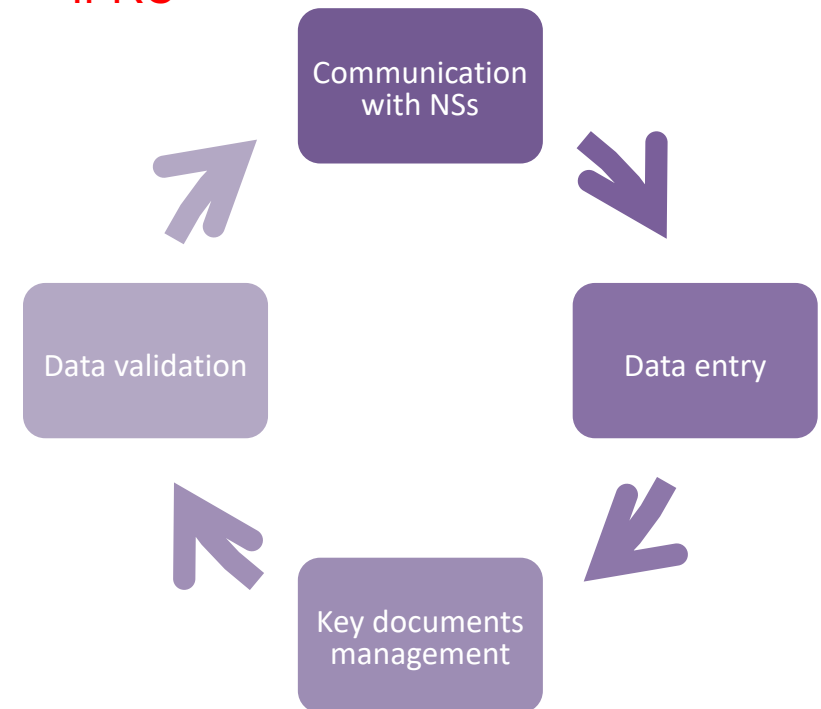 Communication
with NSs
Data validation
Data entry
Key documents
management